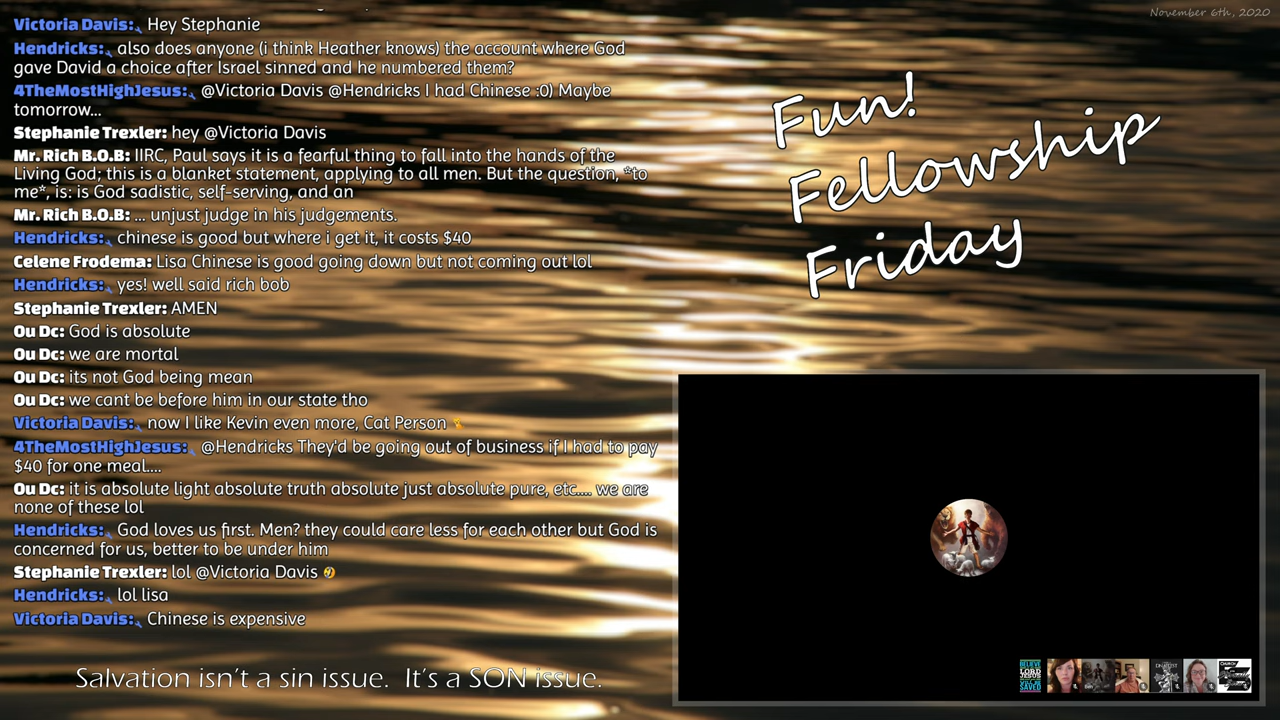 November 6th, 2020
Victoria Davis: Hey Stephanie
Hendricks: also does anyone (i think Heather knows) the account where God
gave David a choice after Israel sinned and he numbered them?
4TheMostHighJesus: @Victoria Davis @Hendricks I had Chinese :0) Maybe
tomorrow...
Stephanie Trexler: hey @Victoria Davis
Mr. Rich B.O.B: IIRC, Paul says it is a fearful thing to fall into the hands of the
Living God; this is a blanket statement, applying to all men. But the question, *to
me*, is: is God sadistic, self-serving, and an
Mr. Rich B.O.B: ... unjust judge in his judgements.
Hendricks: chinese is good but where i get it, it costs $40
Celene Frodema: Lisa Chinese is good going down but not coming out lol
Hendricks: yes! well said rich bob
Stephanie Trexler: AMEN
Ou Dc: God is absolute
Ou Dc: we are mortal
Ou Dc: its not God being mean
Ou Dc: we cant be before him in our state tho
Victoria Davis: now I like Kevin even more, Cat Person
4TheMostHighJesus: @Hendricks They'd be going out of business if I had to pay
$40 for one meal....
Ou Dc: it is absolute light absolute truth absolute just absolute pure, etc.... we are
none of these lol
Hendricks: God loves us first. Men? they could care less for each other but God is
concerned for us, better to be under him
Stephanie Trexler: lol @Victoria Davis 🤣
Hendricks: lol lisa
Victoria Davis: Chinese is expensive
Salvation isn't a sin issue. It's a SON issue.
Fun!
Fellowship
Friday
BELIEVE
LORD
JESUS
SAVED